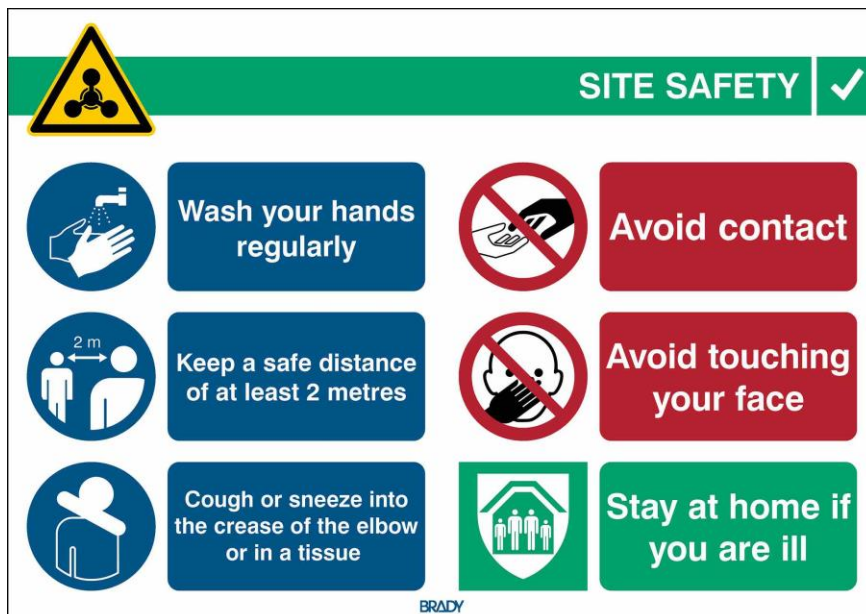 SITE SAFETY
Wash your hands
regularly
Avoid contact
2 m
Keep a safe distance
of at least 2 metres
Avoid touching
your face
Cough or sneeze into
the crease of the elbow
or in a tissue
Stay at home if
you are ill
BRADY